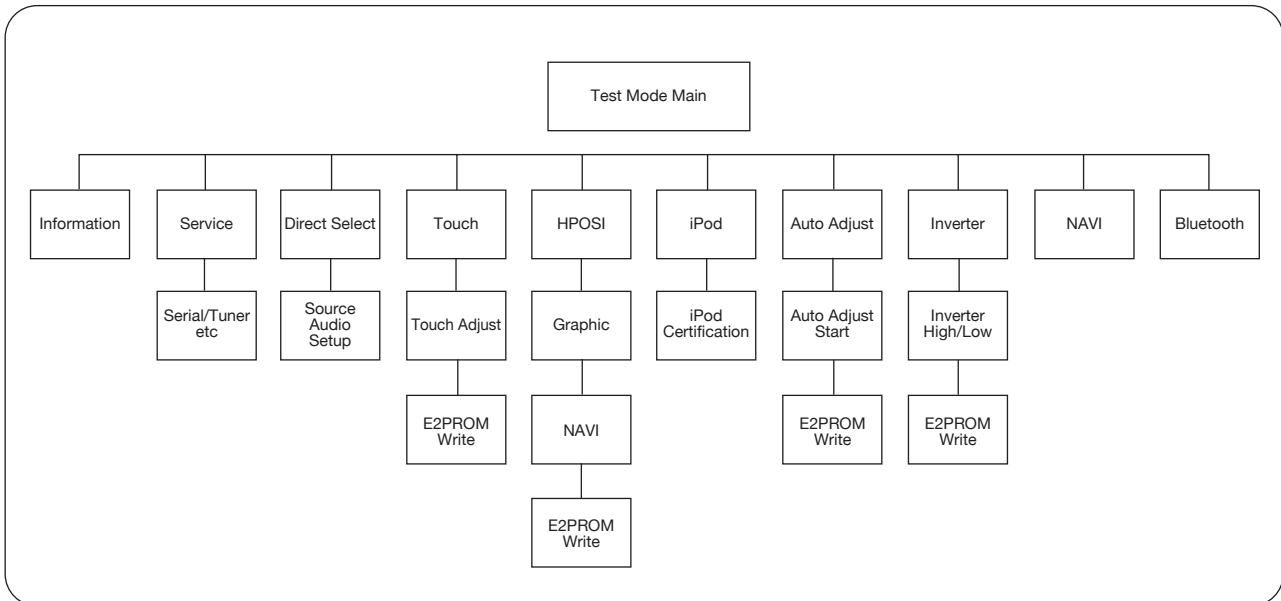 Test Mode Main
Information
Service
Direct Select
Touch
HPOSI
iPod
Auto Adjust
Inverter
NAVI
Bluetooth
Serial/Tuner
etc
Source
Audio
Setup
Touch Adjust
Graphic
iPod
Certification
Auto Adjust
Start
Inverter
High/Low
E2PROM
Write
NAVI
E2PROM
Write
E2PROM
Write
E2PROM
Write